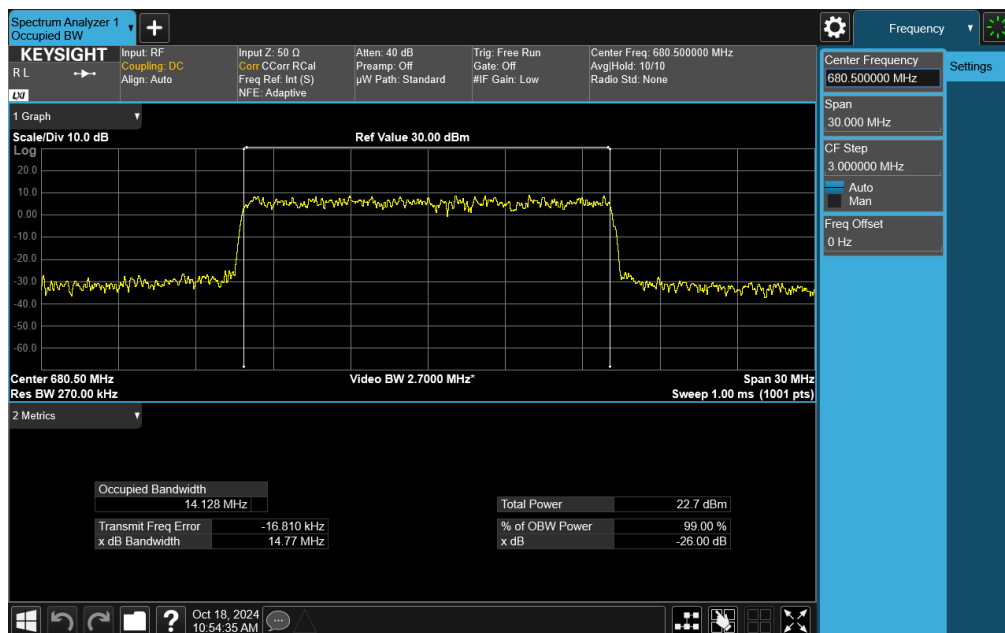 Spectrum Analyzer 1
Occupied BW
Frequency
KEYSIGHT
R L
LXI
Input: RF
Coupling: DC
Align: Auto
Input Z: 50 Ω
Corr CCorr RCal
Freq Ref: Int (S)
NFE: Adaptive
Atten: 40 dB
Preamp: Off
µW Path: Standard
Trig: Free Run
Gate: Off
#IF Gain: Low
Center Freq: 680.500000 MHz
Avg|Hold: 10/10
Radio Std: None
Center Frequency
680.500000 MHz
Settings
Span
30.000 MHz
CF Step
3.000000 MHz
Auto
Man
Freq Offset
0 Hz
1 Graph
Scale/Div 10.0 dB
Ref Value 30.00 dBm
Log
20.0
10.0
0.00
-10.0
-20.0
-30.0
-40.0
-50.0
-60.0
Center 680.50 MHz
Video BW 2.7000 MHz*
Span 30 MHz
Res BW 270.00 kHz
Sweep 1.00 ms (1001 pts)
2 Metrics
Occupied Bandwidth
14.128 MHz
Total Power 22.7 dBm
Transmit Freq Error -16.810 kHz
% of OBW Power 99.00 %
x dB Bandwidth 14.77 MHz
x dB -26.00 dB
?
Oct 18, 2024
10:54:35 AM